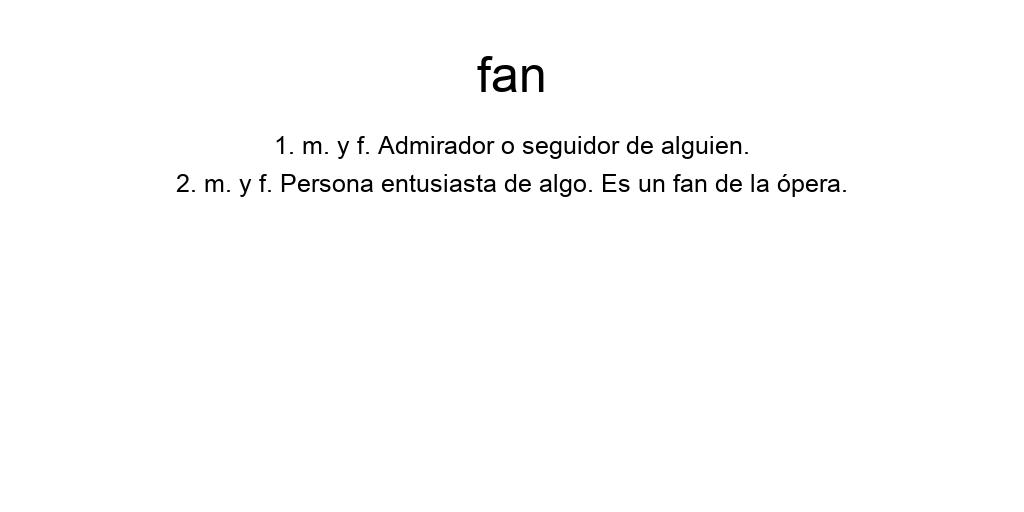 fan
1. m. y f. Admirador o seguidor de alguien.
2. m. y f. Persona entusiasta de algo. Es un fan de la ópera.